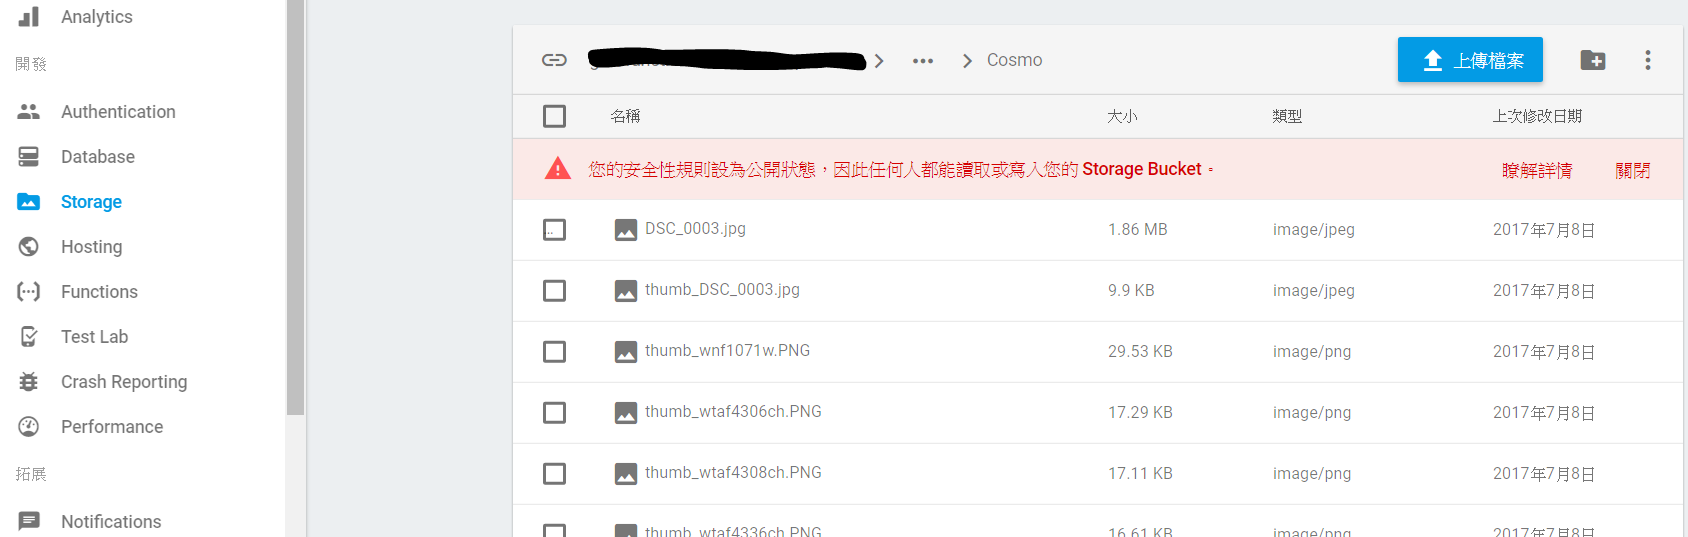 Analytics
開發
Authentication
Database
Storage
Hosting
Functions
Test Lab
Crash Reporting
Performance
拓展
Notifications
Cosmo
上傳檔案
名稱 大小 類型 上次修改日期
您的安全性規則設為公開狀態，因此任何人都能讀取或寫入您的 Storage Bucket。 瞭解詳情 關閉
DSC_0003.jpg 1.86 MB image/jpeg 2017年7月8日
thumb_DSC_0003.jpg 9.9 KB image/jpeg 2017年7月8日
thumb_wnf1071w.PNG 29.53 KB image/png 2017年7月8日
thumb_wtaf4306ch.PNG 17.29 KB image/png 2017年7月8日
thumb_wtaf4308ch.PNG 17.11 KB image/png 2017年7月8日
thumb_wtaf4336ch.PNG 16.61 KB image/png 2017年7月8日